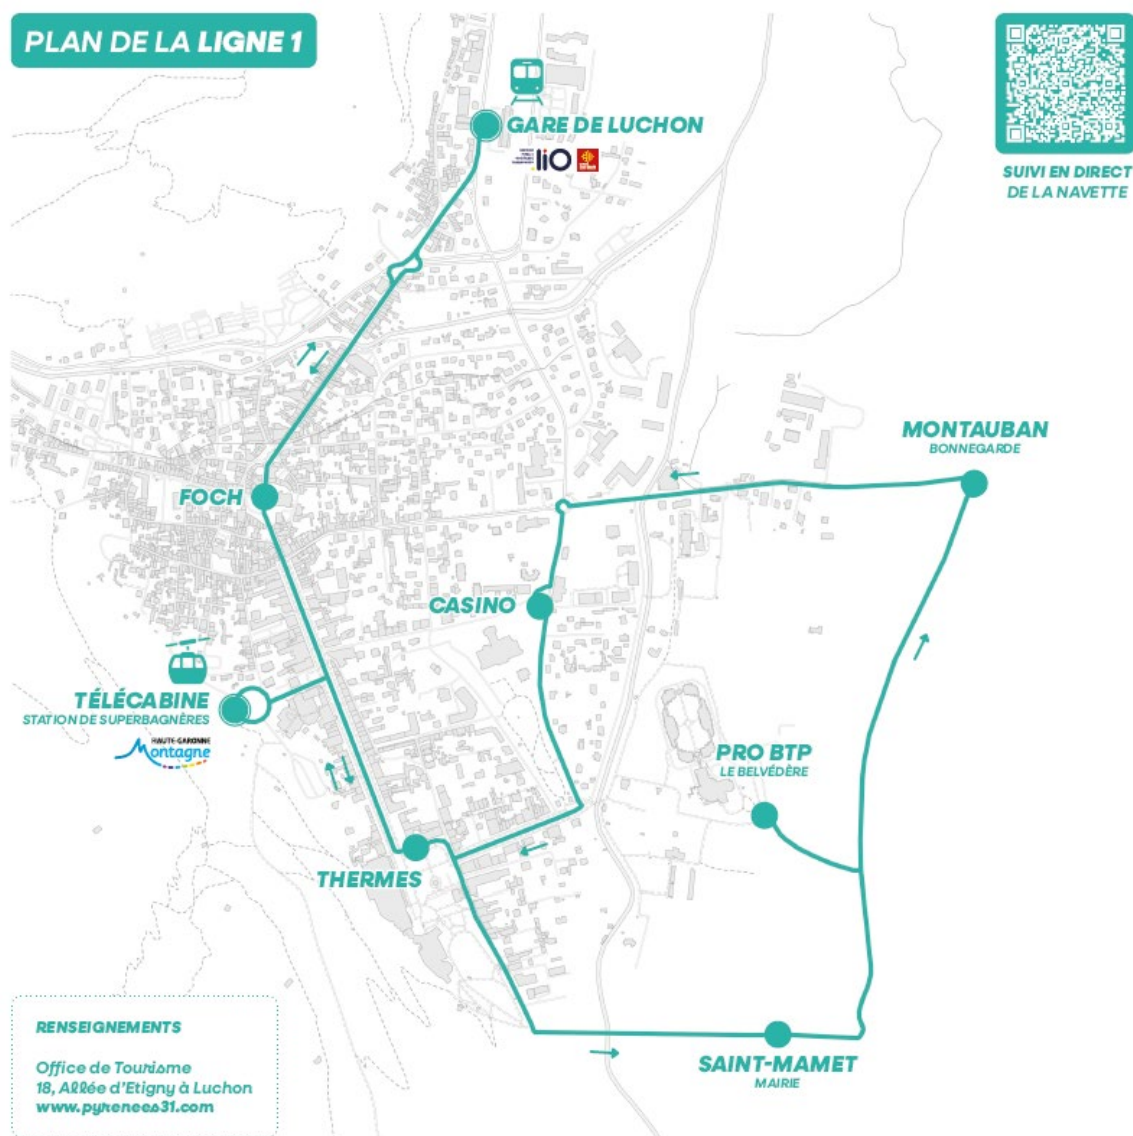 PLAN DE LA LIGNE 1
GARE DE LUCHON
liO
SUIVI EN DIRECT
DE LA NAVETTE
MONTAUBAN
BONNEGARDE
FOCH
CASINO
TÉLÉCABINE
STATION DE SUPERBAGNÈRES
HAUTE-GARONNE
Montagne
PRO BTP
LE BELVÉDÈRE
THERMES
SAINT-MAMET
MAIRIE
RENSEIGNEMENTS
Office de Tourisme
18, Allée d'Etigny à Luchon
www.pyrenees31.com